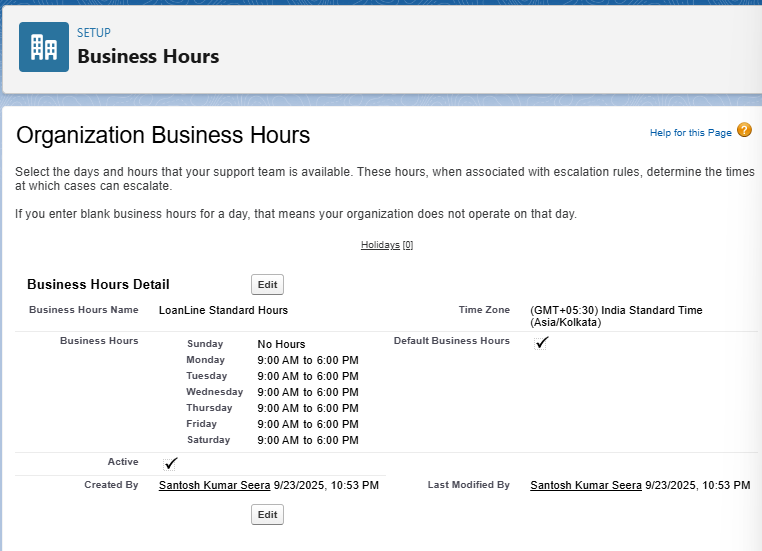 SETUP
Business Hours
Organization Business Hours
Help for this Page ?
Select the days and hours that your support team is available. These hours, when associated with escalation rules, determine the times
at which cases can escalate.
If you enter blank business hours for a day, that means your organization does not operate on that day.
Holidays [0]
Business Hours Detail Edit
Business Hours Name LoanLine Standard Hours Time Zone (GMT+05:30) India Standard Time
(Asia/Kolkata)
Business Hours Sunday No Hours Default Business Hours ✓
Monday 9:00 AM to 6:00 PM
Tuesday 9:00 AM to 6:00 PM
Wednesday 9:00 AM to 6:00 PM
Thursday 9:00 AM to 6:00 PM
Friday 9:00 AM to 6:00 PM
Saturday 9:00 AM to 6:00 PM
Active ✓
Created By Santosh Kumar Seera 9/23/2025, 10:53 PM Last Modified By Santosh Kumar Seera 9/23/2025, 10:53 PM
Edit